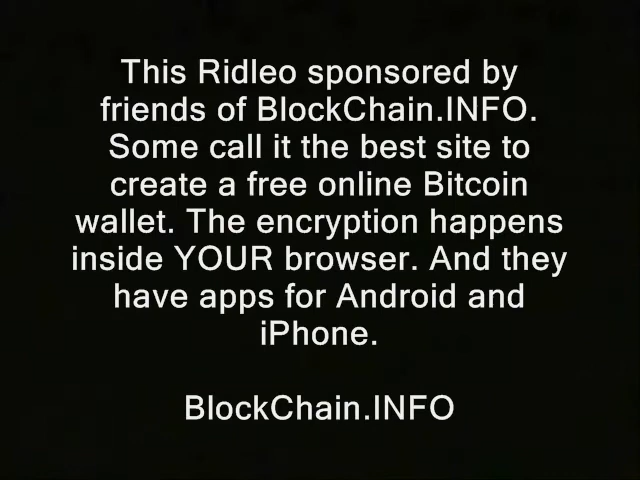 This Ridleo sponsored by
friends of BlockChain.INFO.
Some call it the best site to
create a free online Bitcoin
wallet. The encryption happens
inside YOUR browser. And they
have apps for Android and
iPhone.
BlockChain.INFO